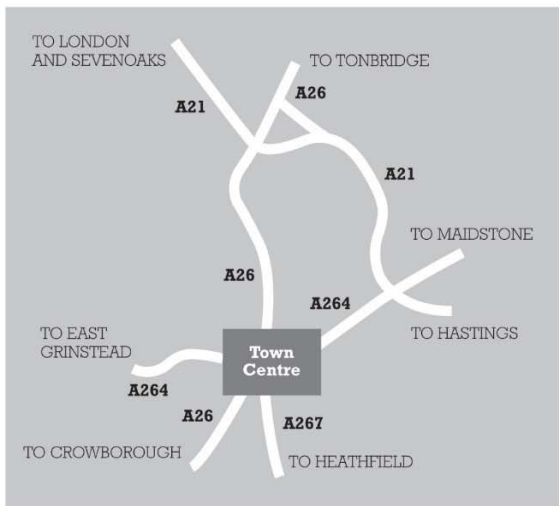 TO LONDON
AND SEVENOAKS
TO TONBRIDGE
A26
A21
A21
TO MAIDSTONE
A26
A264
TO EAST
GRINSTEAD
TO HASTINGS
Town
Centre
A264
A26
A267
TO CROWBOROUGH
TO HEATHFIELD